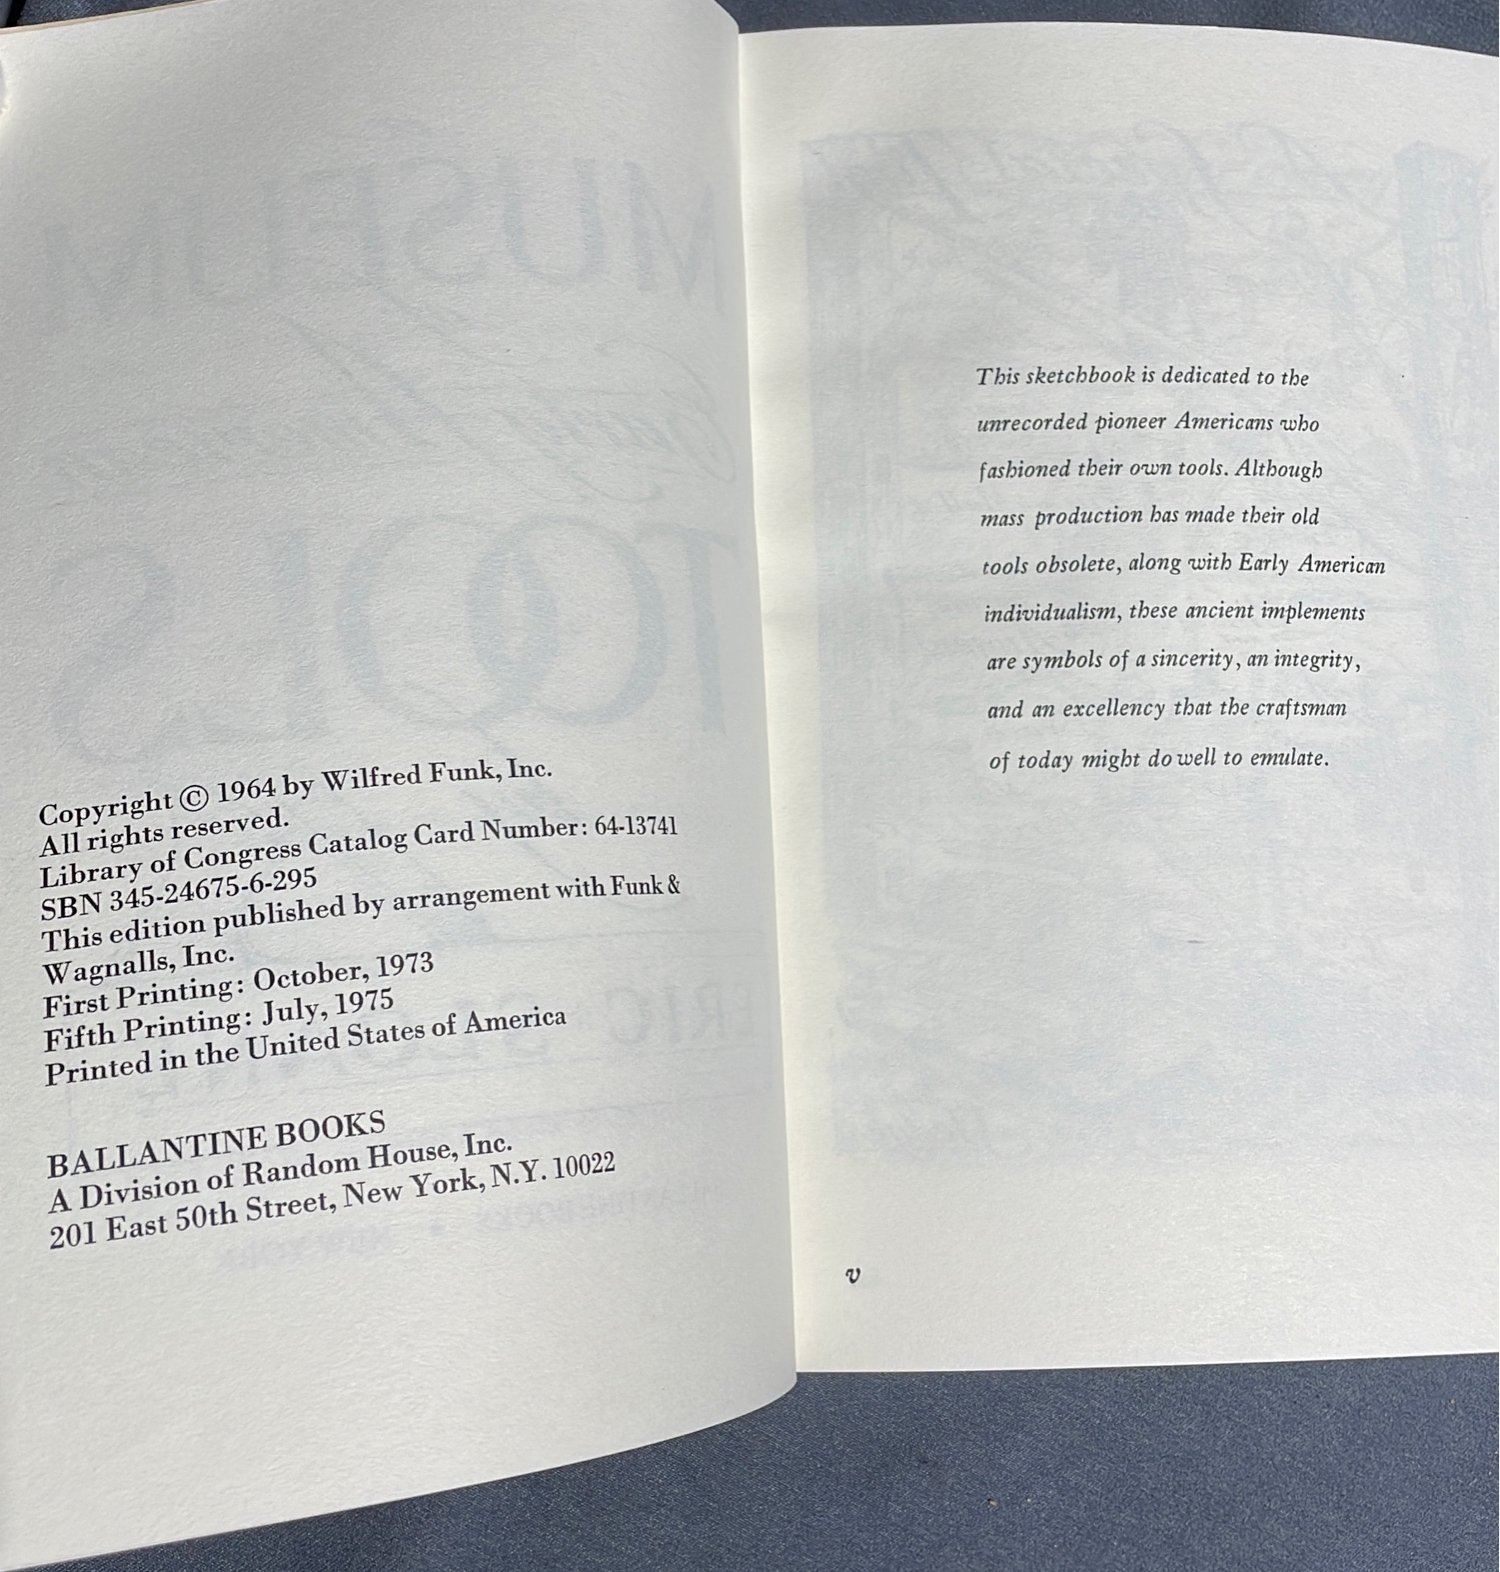 Copyright © 1964 by Wilfred Funk, Inc.
All rights reserved.
Library of Congress Catalog Card Number: 64-13741
SBN 345-24675-6-295
This edition published by arrangement with Funk &
Wagnalls, Inc.
First Printing: October, 1973
Fifth Printing: July, 1975
Printed in the United States of America
BALLANTINE BOOKS
A Division of Random House, Inc.
201 East 50th Street, New York, N.Y. 10022
This sketchbook is dedicated to the
unrecorded pioneer Americans who
fashioned their own tools. Although
mass production has made their old
tools obsolete, along with Early American
individualism, these ancient implements
are symbols of a sincerity, an integrity,
and an excellency that the craftsman
of today might do well to emulate.
v